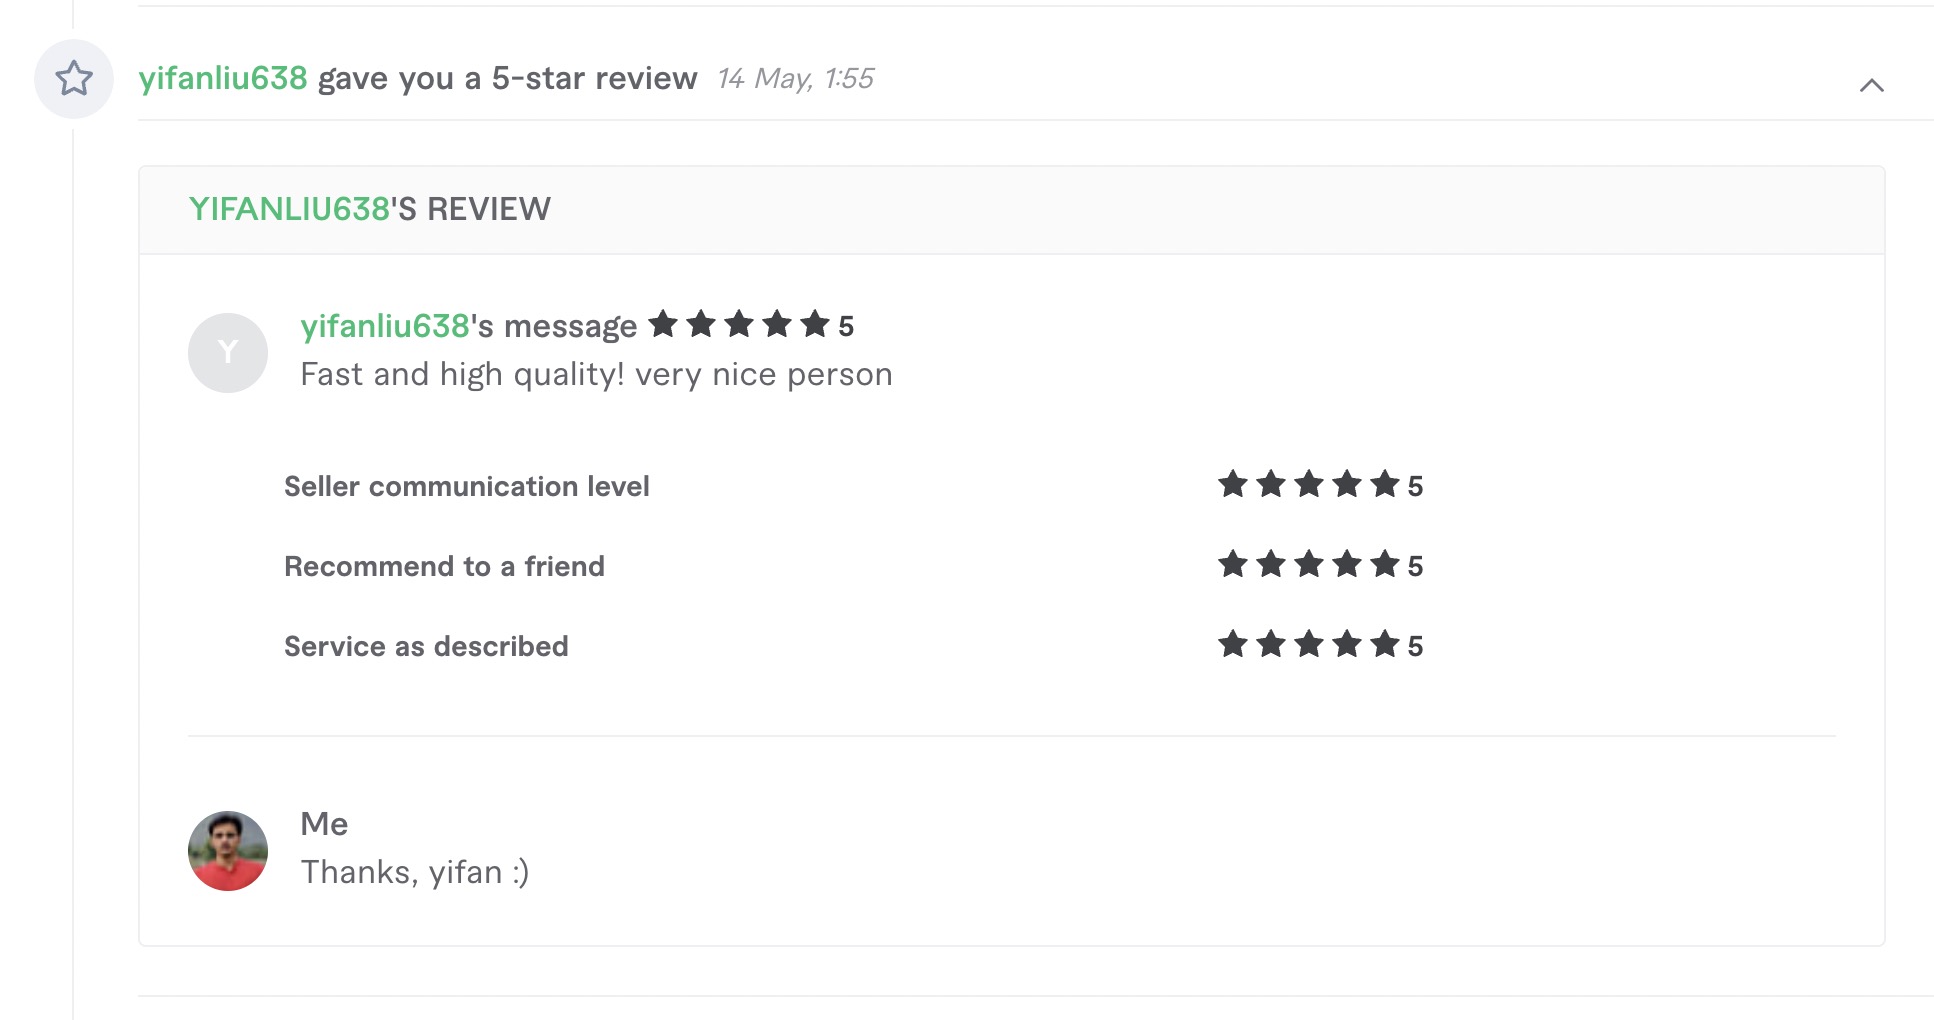 yifanliu638 gave you a 5-star review 14 May, 1:55
YIFANLIU638'S REVIEW
Y
yifanliu638's message 5
Fast and high quality! very nice person
Seller communication level 5
Recommend to a friend 5
Service as described 5
Me
Thanks, yifan :)